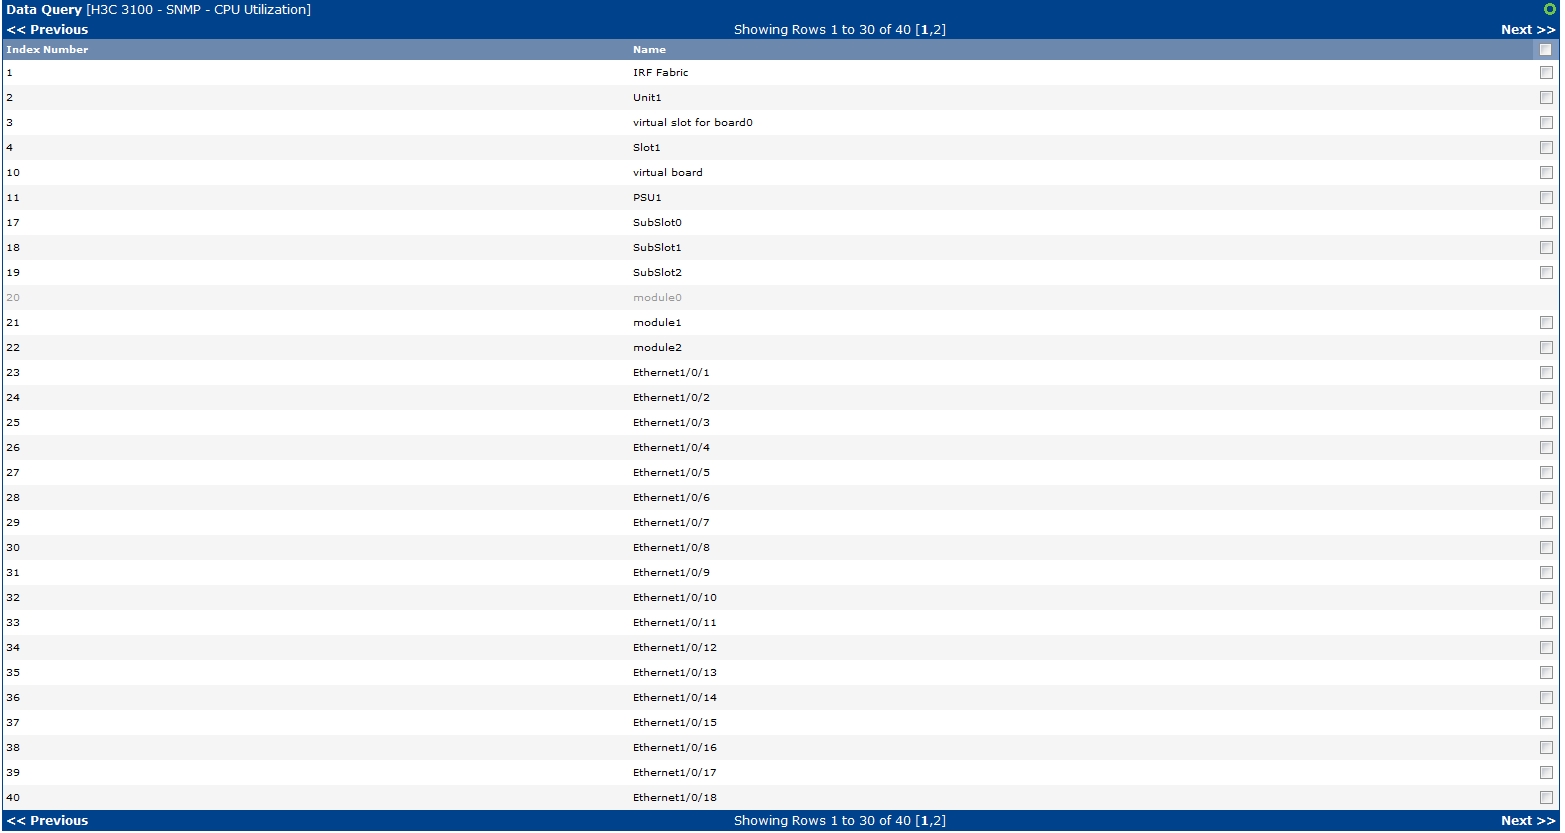 Data Query [H3C 3100 - SNMP - CPU Utilization]
<< Previous Showing Rows 1 to 30 of 40 [1,2] Next >>
Index Number Name
1 IRF Fabric
2 Unit1
3 virtual slot for board0
4 Slot1
10 virtual board
11 PSU1
17 SubSlot0
18 SubSlot1
19 SubSlot2
20 module0
21 module1
22 module2
23 Ethernet1/0/1
24 Ethernet1/0/2
25 Ethernet1/0/3
26 Ethernet1/0/4
27 Ethernet1/0/5
28 Ethernet1/0/6
29 Ethernet1/0/7
30 Ethernet1/0/8
31 Ethernet1/0/9
32 Ethernet1/0/10
33 Ethernet1/0/11
34 Ethernet1/0/12
35 Ethernet1/0/13
36 Ethernet1/0/14
37 Ethernet1/0/15
38 Ethernet1/0/16
39 Ethernet1/0/17
40 Ethernet1/0/18
<< Previous Showing Rows 1 to 30 of 40 [1,2] Next >>